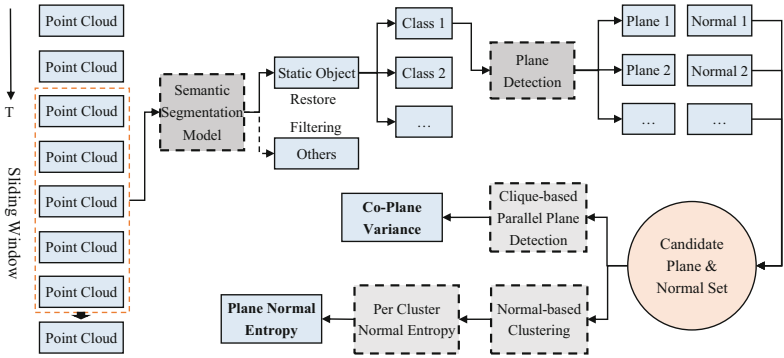 Point Cloud
Point Cloud
Point Cloud
Point Cloud
Point Cloud
Point Cloud
Point Cloud
Point Cloud
T
Sliding Window
Semantic
Segmentation
Model
Static Object
Restore
Filtering
Others
Class 1
Class 2
…
Plane
Detection
Plane 1
Normal 1
Plane 2
Normal 2
…
…
Candidate
Plane &
Normal Set
Clique-based
Parallel Plane
Detection
Co-Plane
Variance
Normal-based
Clustering
Per Cluster
Normal Entropy
Plane Normal
Entropy